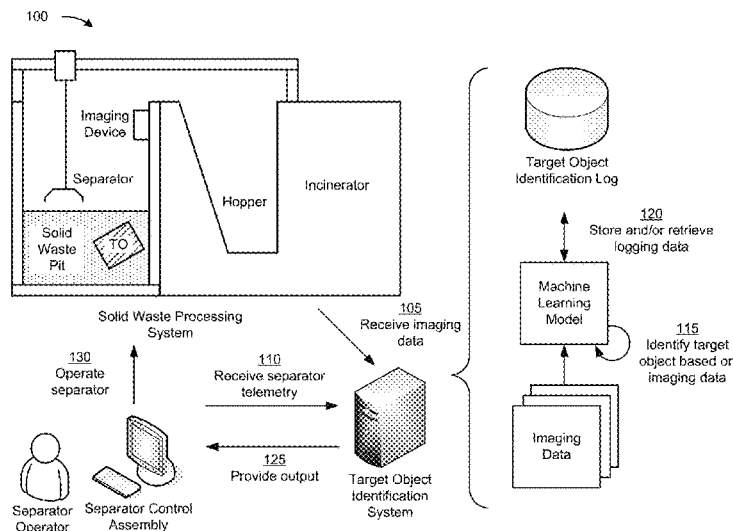 100
Imaging
Device
Separator
Solid
Waste
Pit
TO
Hopper
Incinerator
Solid Waste Processing
System
105
Receive imaging
data
130
Operate
separator
110
Receive separator
telemetry
125
Provide output
Separator
Operator
Separator Control
Assembly
Target Object
Identification
System
Target Object
Identification Log
120
Store and/or retrieve
logging data
Machine
Learning
Model
115
Identify target
object based or
imaging data
Imaging
Data